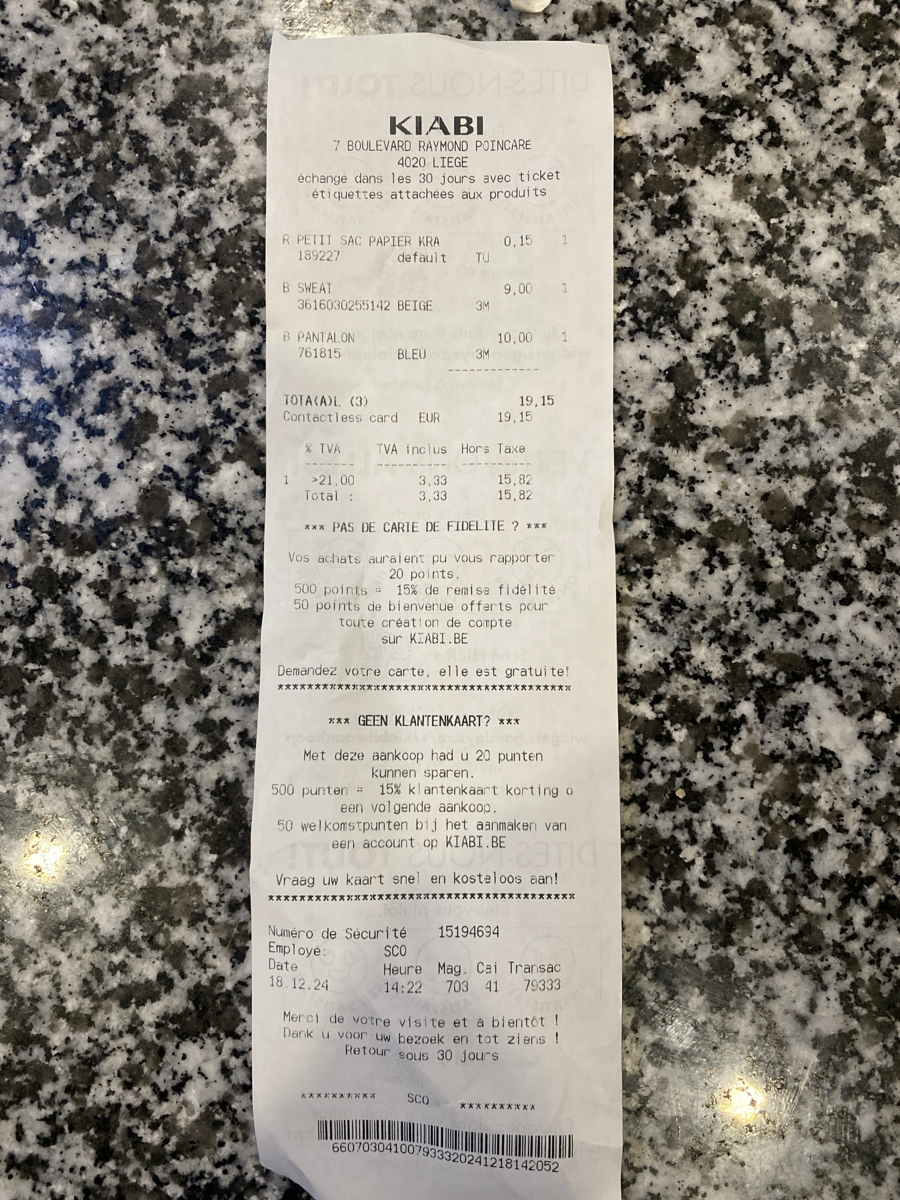 KIABI
7 BOULEVARD RAYMOND POINCARE
4020 LIEGE
échange dans les 30 jours avec ticket
étiquettes attachées aux produits
R PETIT SAC PAPIER KRA 0,15 1
189227 default TU
B SWEAT 9,00 1
3616030255142 BEIGE 3M
B PANTALON 10,00 1
761815 BLEU 3M
------------
TOTA(A)L (3) 19,15
Contactless card EUR 19,15
% TVA TVA inclus Hors Taxe
------- ---------- ----------
1 >21,00 3,33 15,82
Total : 3,33 15,82
*** PAS DE CARTE DE FIDELITE ? ***
Vos achats auraient pu vous rapporter
20 points.
500 points = 15% de remise fidélité
50 points de bienvenue offerts pour
toute création de compte
sur KIABI.BE
Demandez votre carte, elle est gratuite!
************************************
*** GEEN KLANTENKAART? ***
Met deze aankoop had u 20 punten
kunnen sparen.
500 punten = 15% klantenkaart korting o
een volgende aankoop.
50 welkomstpunten bij het aanmaken van
een account op KIABI.BE
Vraag uw kaart snel en kosteloos aan!
*************************************
Numéro de Sécurité 15194694
Employé: SCO
Date Heure Mag. Cai Transac
18.12.24 14:22 703 41 79333
Merci de votre visite et à bientôt !
Dank u voor uw bezoek en tot ziens !
Retour sous 30 jours
********** SCO **********
660703041007933320241218142052